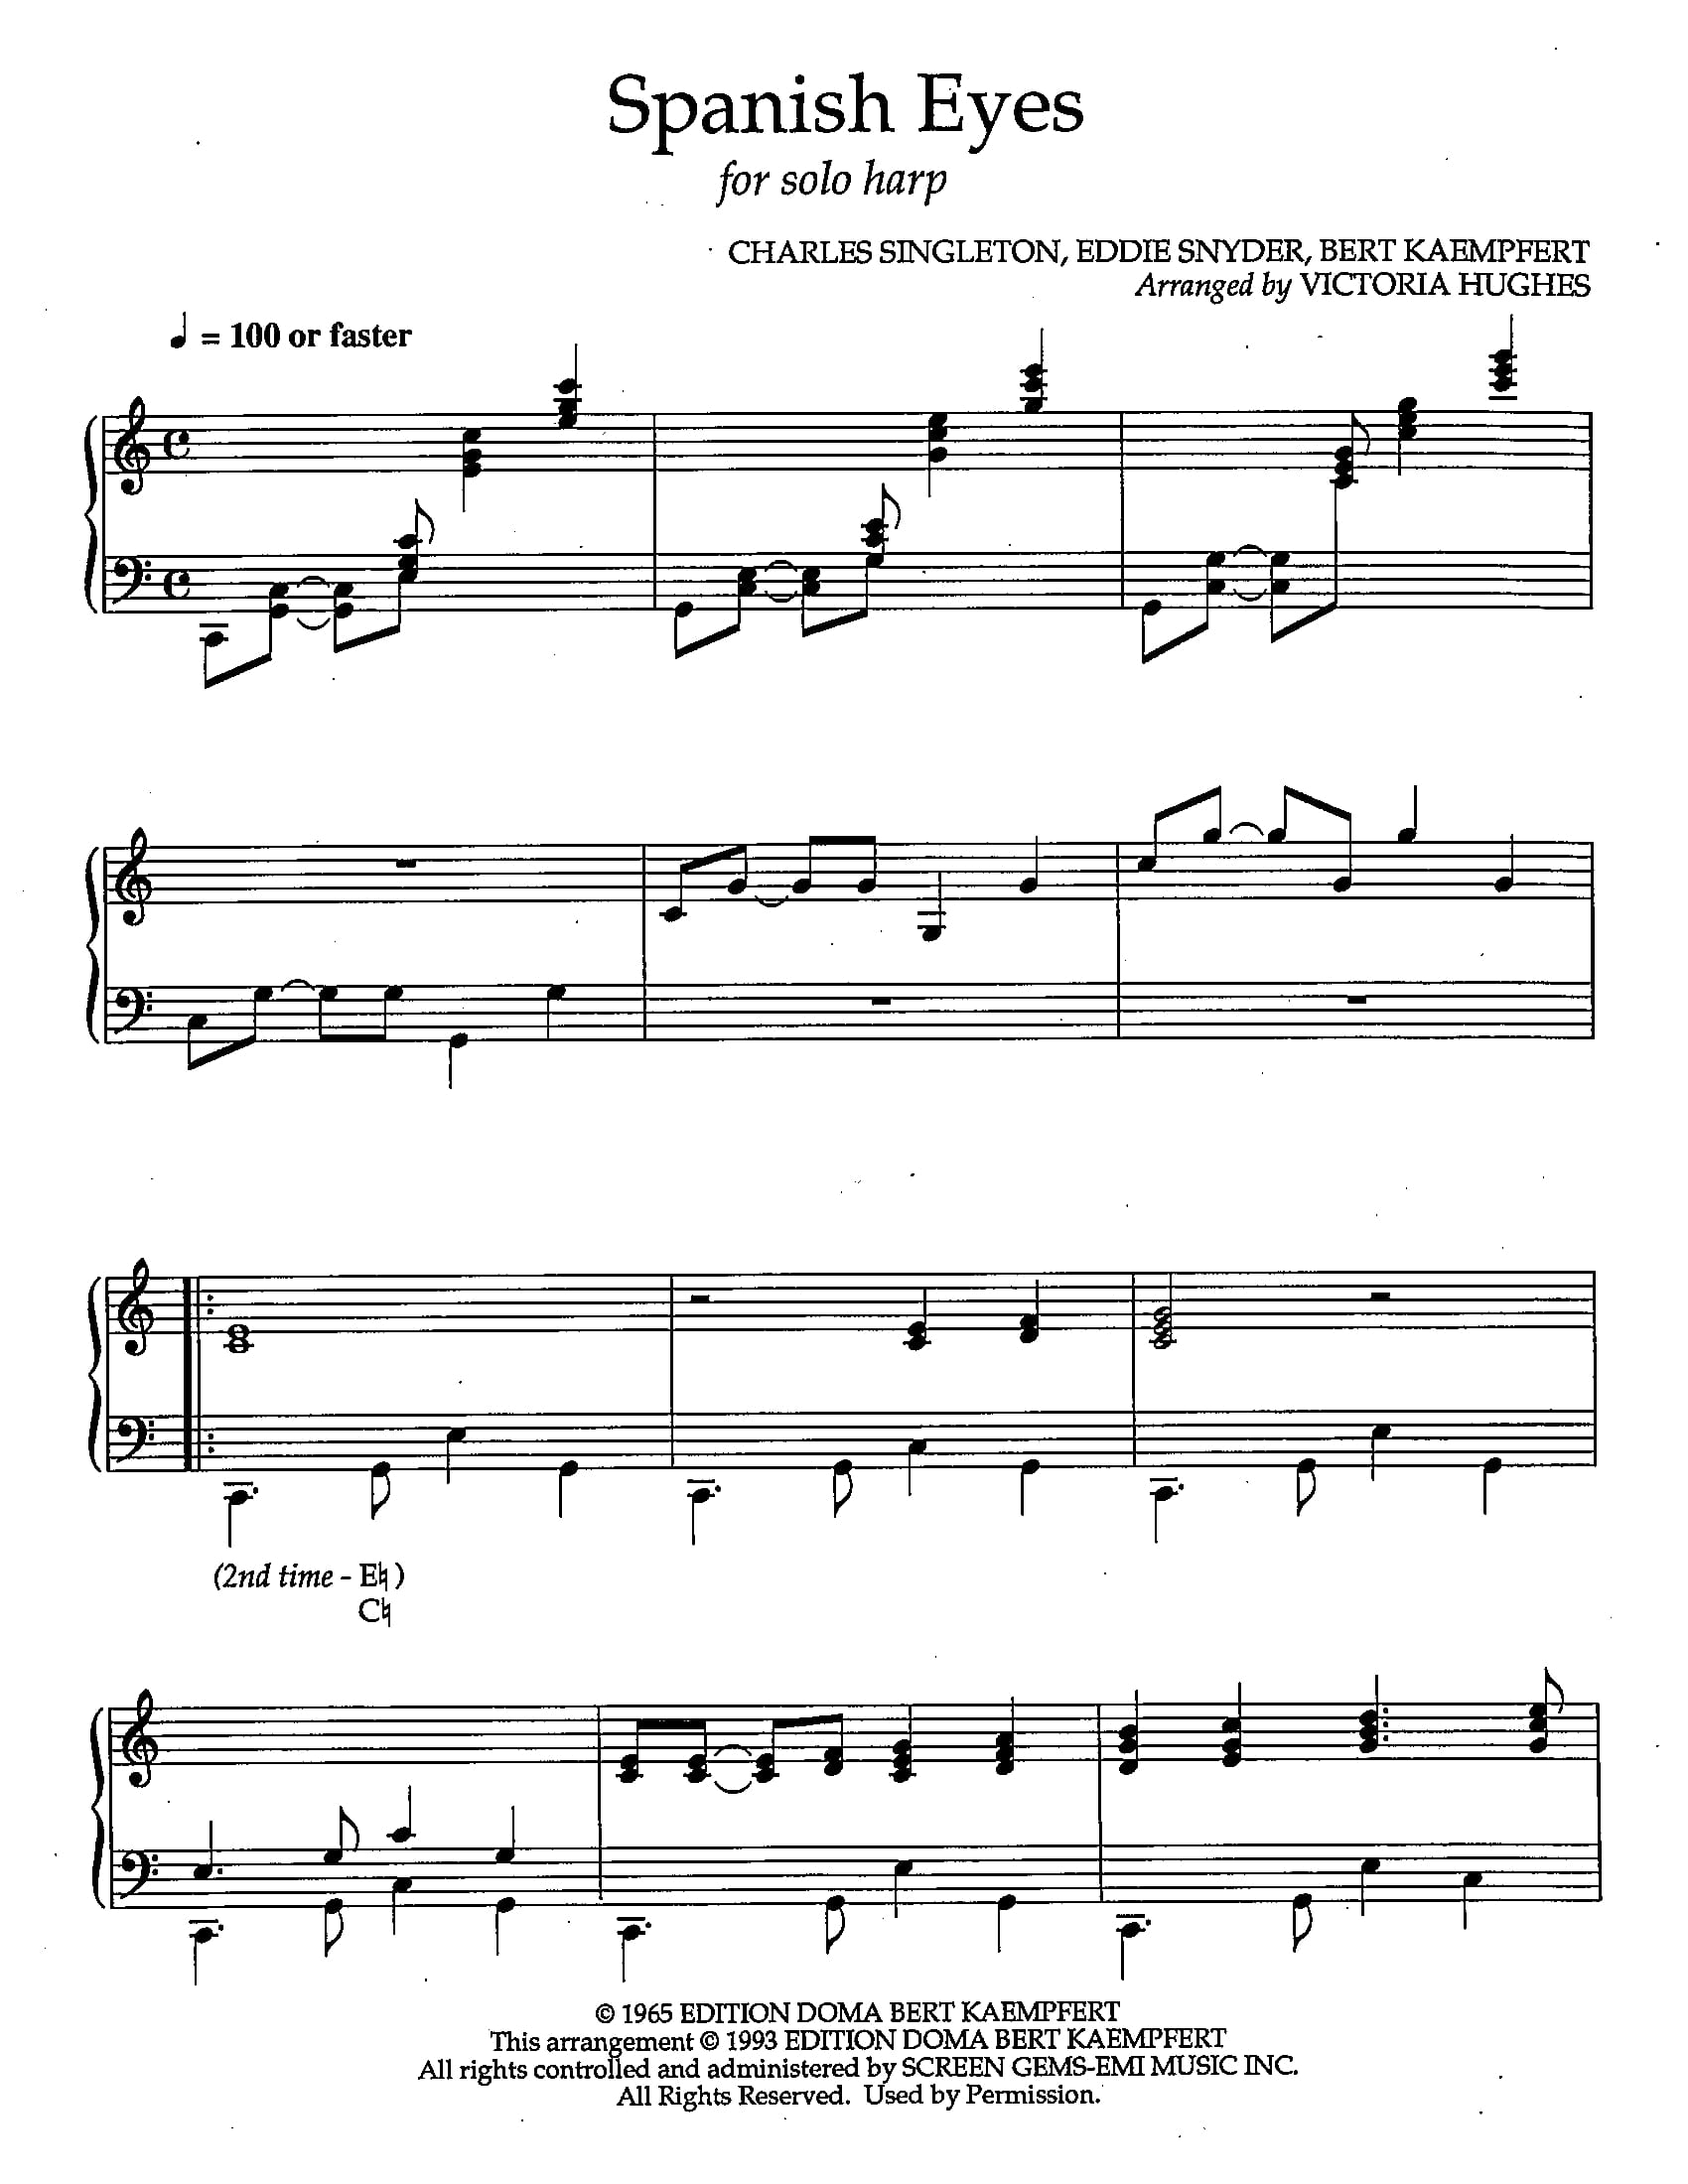 Spanish Eyes
for solo harp
CHARLES SINGLETON, EDDIE SNYDER, BERT KAEMPFERT
Arranged by VICTORIA HUGHES
♩ = 100 or faster
(2nd time - E♮)
C♮
© 1965 EDITION DOMA BERT KAEMPFERT
This arrangement © 1993 EDITION DOMA BERT KAEMPFERT
All rights controlled and administered by SCREEN GEMS-EMI MUSIC INC.
All Rights Reserved. Used by Permission.